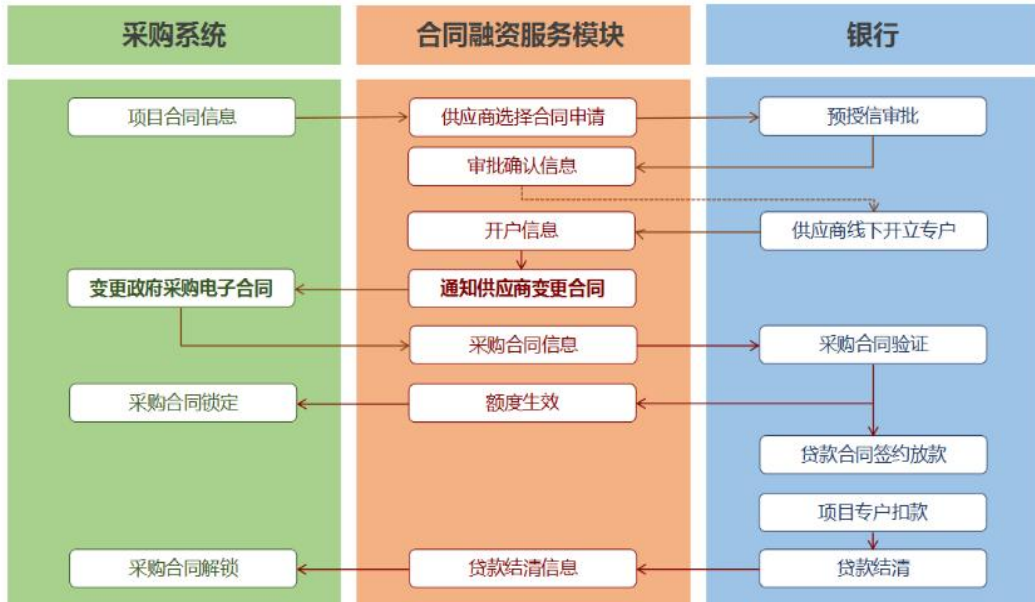 采购系统
合同融资服务模块
银行
项目合同信息
供应商选择合同申请
预授信审批
审批确认信息
开户信息
供应商线下开立专户
变更政府采购电子合同
通知供应商变更合同
采购合同信息
采购合同验证
采购合同锁定
额度生效
贷款合同签约放款
项目专户扣款
采购合同解锁
贷款结清信息
贷款结清